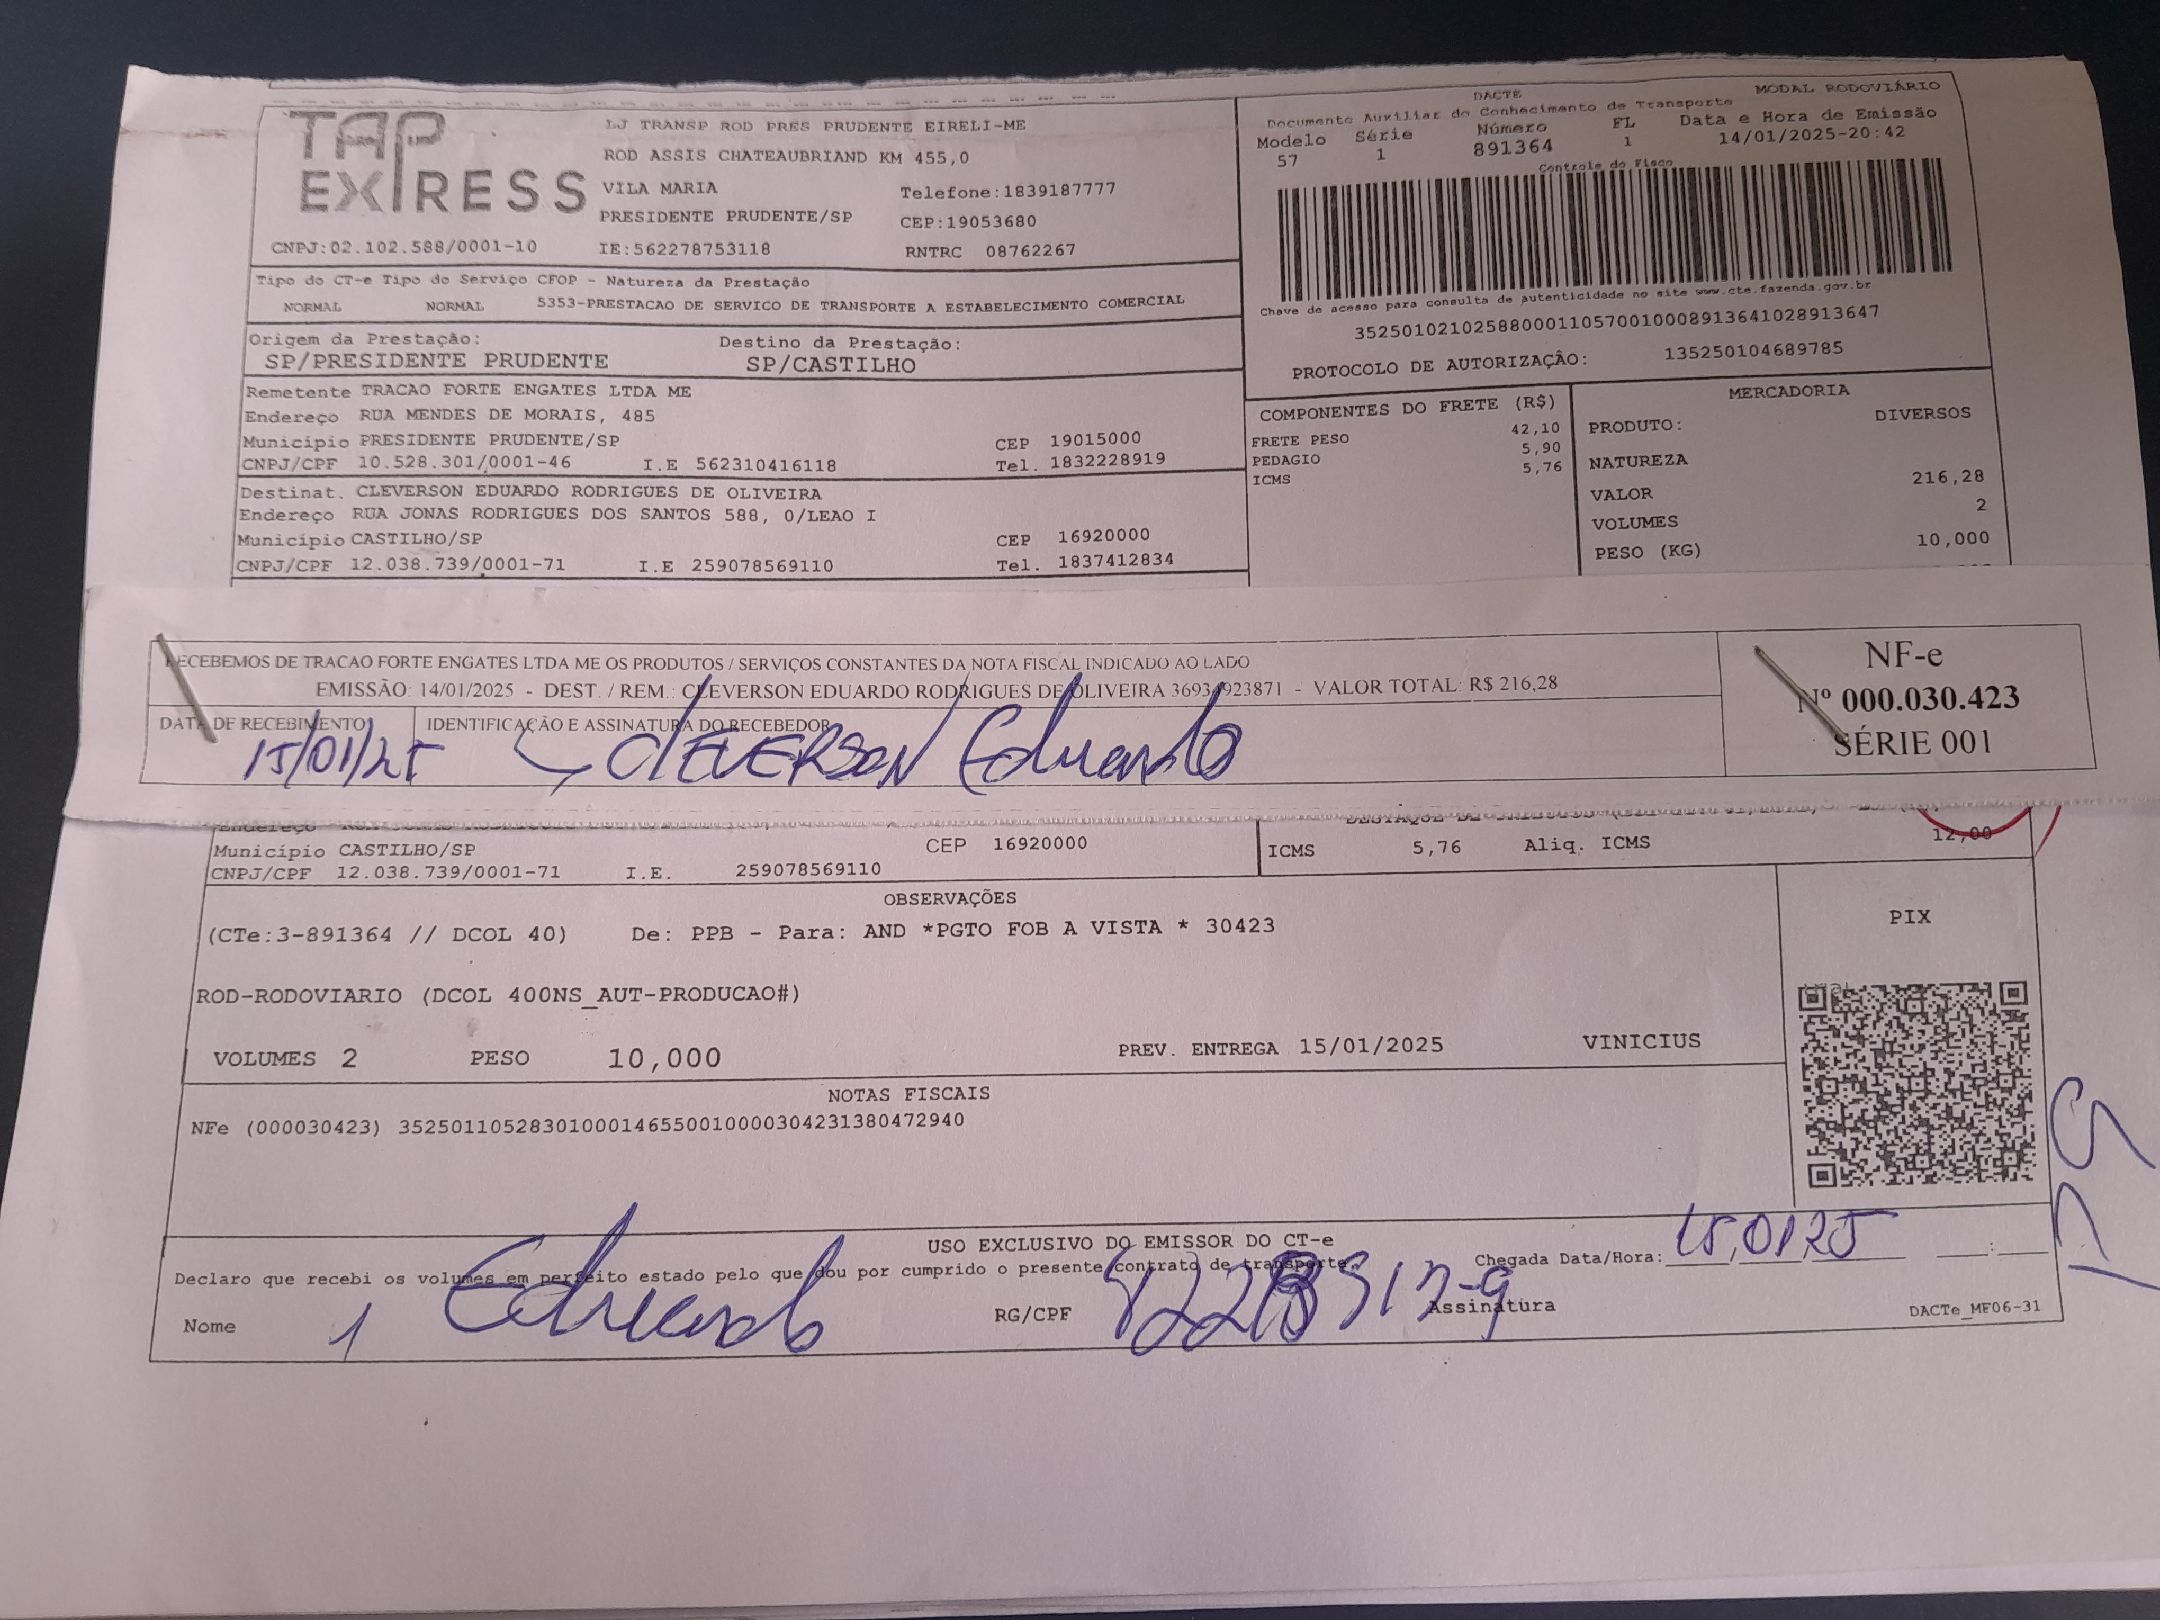 TAP EXPRESS
LJ TRANSP ROD PRES PRUDENTE EIRELI-ME
ROD ASSIS CHATEAUBRIAND KM 455,0
VILA MARIA Telefone:1839187777
PRESIDENTE PRUDENTE/SP CEP:19053680
CNPJ:02.102.588/0001-10 IE:562278753118 RNTRC 08762267
DACTE MODAL RODOVIÁRIO
Documento Auxiliar do Conhecimento de Transporte
Modelo Série Número FL Data e Hora de Emissão
57 1 891364 1 14/01/2025-20:42
Controle do Fisco
Chave de acesso para consulta de autenticidade no site www.cte.fazenda.gov.br
35250102102588000110570010008913641028913647
PROTOCOLO DE AUTORIZAÇÃO: 135250104689785
Tipo do CT-e Tipo do Serviço CFOP - Natureza da Prestação
NORMAL NORMAL 5353-PRESTACAO DE SERVICO DE TRANSPORTE A ESTABELECIMENTO COMERCIAL
Origem da Prestação: Destino da Prestação:
SP/PRESIDENTE PRUDENTE SP/CASTILHO
Remetente TRACAO FORTE ENGATES LTDA ME
Endereço RUA MENDES DE MORAIS, 485
Município PRESIDENTE PRUDENTE/SP CEP 19015000
CNPJ/CPF 10.528.301/0001-46 I.E 562310416118 Tel. 1832228919
Destinat. CLEVERSON EDUARDO RODRIGUES DE OLIVEIRA
Endereço RUA JONAS RODRIGUES DOS SANTOS 588, 0/LEAO I
Município CASTILHO/SP CEP 16920000
CNPJ/CPF 12.038.739/0001-71 I.E 259078569110 Tel. 1837412834
COMPONENTES DO FRETE (R$)
FRETE PESO 42,10
PEDAGIO 5,90
ICMS 5,76
MERCADORIA
PRODUTO: DIVERSOS
NATUREZA
VALOR 216,28
VOLUMES 2
PESO (KG) 10,000
RECEBEMOS DE TRACAO FORTE ENGATES LTDA ME OS PRODUTOS / SERVIÇOS CONSTANTES DA NOTA FISCAL INDICADO AO LADO
EMISSÃO: 14/01/2025 - DEST. / REM.: CLEVERSON EDUARDO RODRIGUES DE OLIVEIRA 36934923871 - VALOR TOTAL: R$ 216,28
DATA DE RECEBIMENTO IDENTIFICAÇÃO E ASSINATURA DO RECEBEDOR
15/01/25 CLEVERSON Eduardo
NF-e
Nº 000.030.423
SÉRIE 001
Município CASTILHO/SP CEP 16920000
CNPJ/CPF 12.038.739/0001-71 I.E. 259078569110
ICMS 5,76 Aliq. ICMS 12,00
OBSERVAÇÕES
(CTe:3-891364 // DCOL 40) De: PPB - Para: AND *PGTO FOB A VISTA * 30423
ROD-RODOVIARIO (DCOL 400NS_AUT-PRODUCAO#)
VOLUMES 2 PESO 10,000 PREV. ENTREGA 15/01/2025 VINICIUS
PIX
NOTAS FISCAIS
NFe (000030423) 35250110528301000146550010000304231380472940
USO EXCLUSIVO DO EMISSOR DO CT-e
Declaro que recebi os volumes em perfeito estado pelo que dou por cumprido o presente contrato de transporte.
Chegada Data/Hora: 15,01,25
Nome Eduardo RG/CPF Assinatura
DACTe_MF06-31